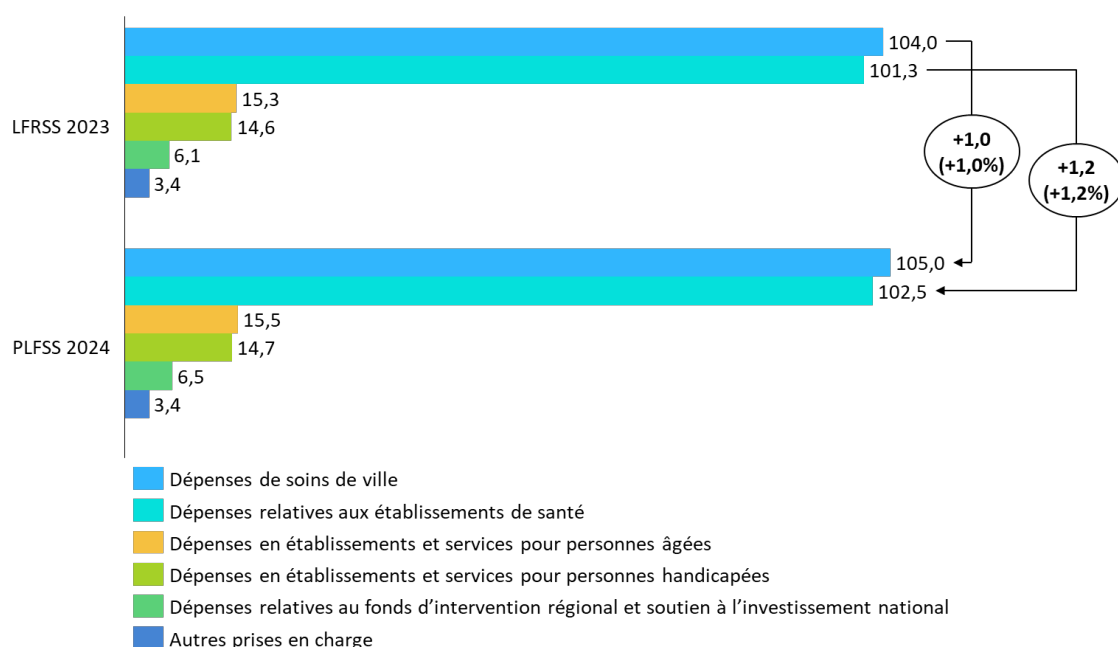 104,0
101,3
15,3
LFRSS 2023
14,6
6,1
3,4
+1,0
(+1,0%)
+1,2
(+1,2%)
105,0
102,5
15,5
PLFSS 2024
14,7
6,5
3,4
Dépenses de soins de ville
Dépenses relatives aux établissements de santé
Dépenses en établissements et services pour personnes âgées
Dépenses en établissements et services pour personnes handicapées
Dépenses relatives au fonds d’intervention régional et soutien à l’investissement national
Autres prises en charge